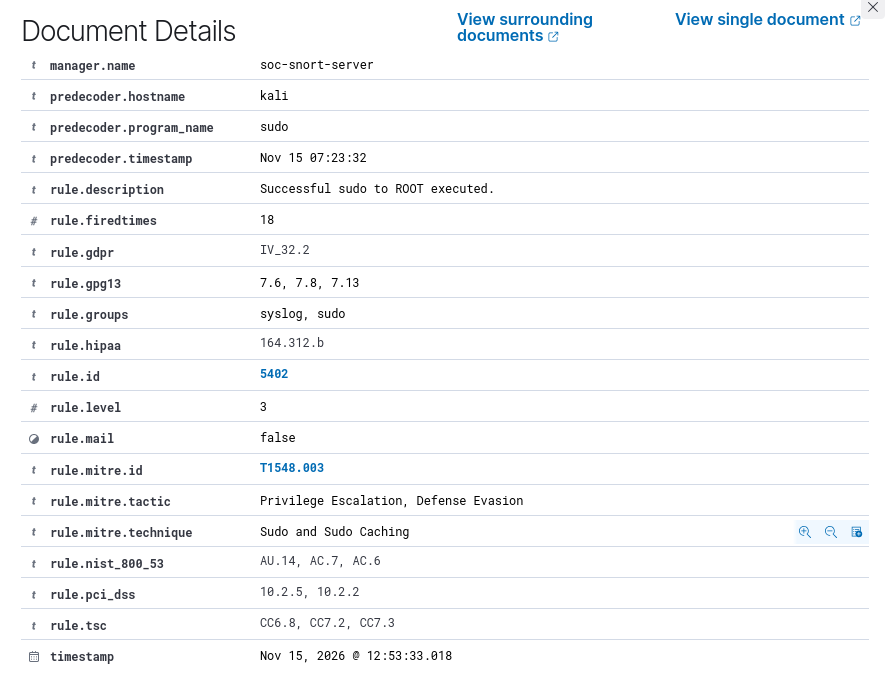 Document Details
View surrounding
documents
View single document
t manager.name soc-snort-server
t predecoder.hostname kali
t predecoder.program_name sudo
t predecoder.timestamp Nov 15 07:23:32
t rule.description Successful sudo to ROOT executed.
# rule.firedtimes 18
t rule.gdpr IV_32.2
t rule.gpg13 7.6, 7.8, 7.13
t rule.groups syslog, sudo
t rule.hipaa 164.312.b
t rule.id 5402
# rule.level 3
rule.mail false
t rule.mitre.id T1548.003
t rule.mitre.tactic Privilege Escalation, Defense Evasion
t rule.mitre.technique Sudo and Sudo Caching
t rule.nist_800_53 AU.14, AC.7, AC.6
t rule.pci_dss 10.2.5, 10.2.2
t rule.tsc CC6.8, CC7.2, CC7.3
timestamp Nov 15, 2026 @ 12:53:33.018